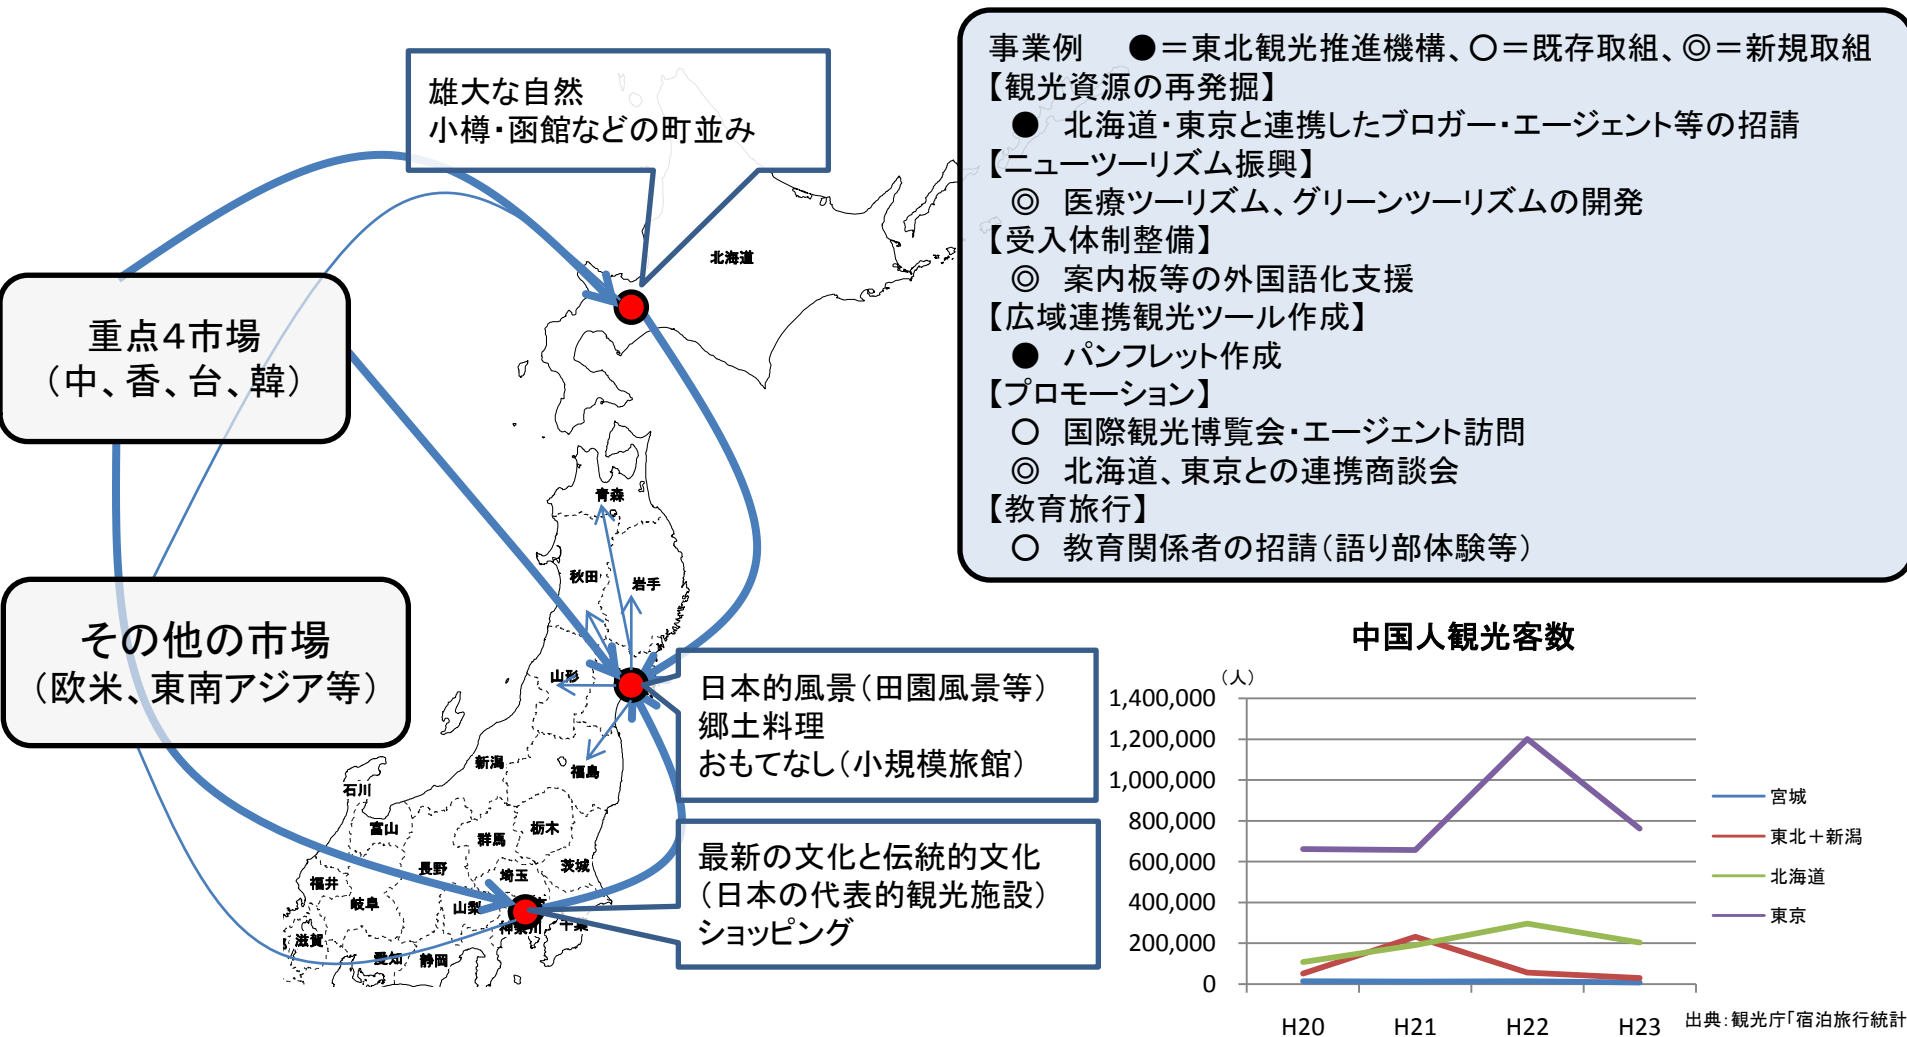 雄大な自然
小樽・函館などの町並み
重点4市場
（中、香、台、韓）
その他の市場
（欧米、東南アジア等）
日本的風景（田園風景等）
郷土料理
おもてなし（小規模旅館）
最新の文化と伝統的文化
（日本の代表的観光施設）
ショッピング
北海道
青森
秋田
岩手
山形
新潟
福島
石川
富山
群馬
栃木
長野
茨城
埼玉
福井
岐阜
山梨
神奈川
千葉
滋賀
愛知
静岡
事業例　●＝東北観光推進機構、○＝既存取組、◎＝新規取組
【観光資源の再発掘】
●　北海道・東京と連携したブロガー・エージェント等の招請
【ニューツーリズム振興】
◎　医療ツーリズム、グリーンツーリズムの開発
【受入体制整備】
◎　案内板等の外国語化支援
【広域連携観光ツール作成】
●　パンフレット作成
【プロモーション】
○　国際観光博覧会・エージェント訪問
◎　北海道、東京との連携商談会
【教育旅行】
○　教育関係者の招請（語り部体験等）
中国人観光客数
（人）
1,400,000
1,200,000
1,000,000
800,000
600,000
400,000
200,000
0
H20 H21 H22 H23
宮城
東北＋新潟
北海道
東京
出典：観光庁「宿泊旅行統計